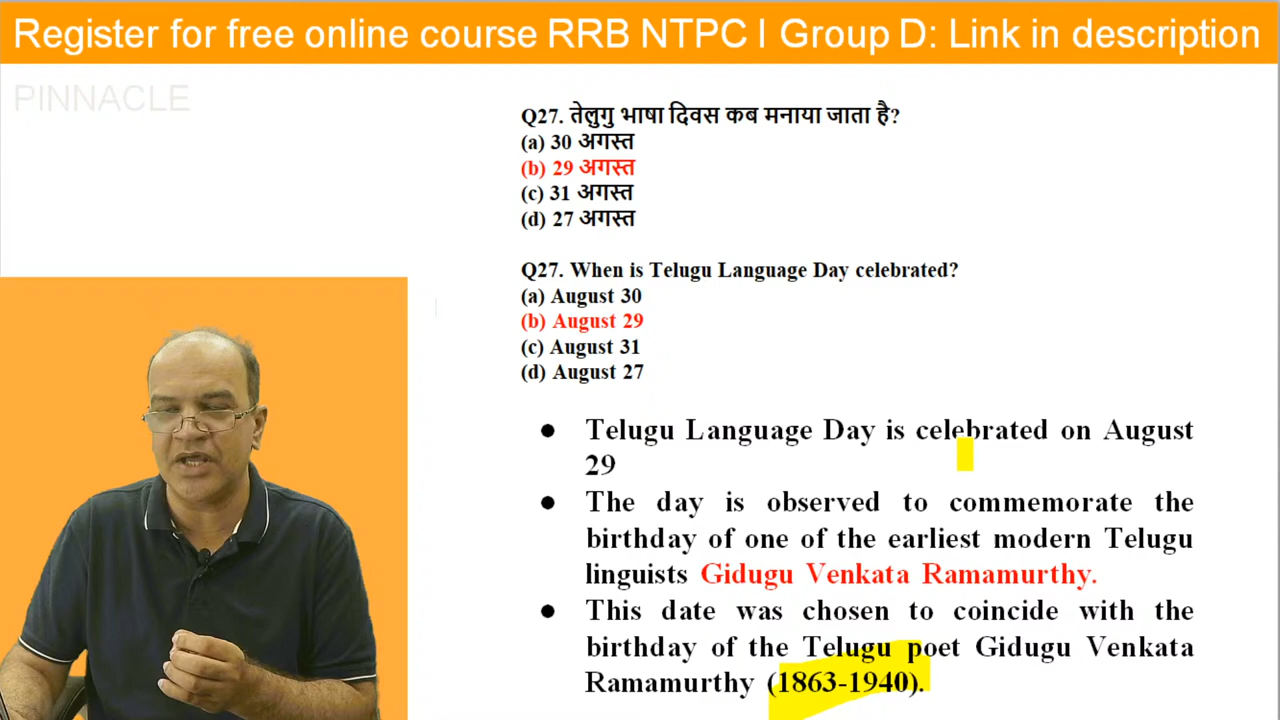 Register for free online course RRB NTPC I Group D: Link in description
PINNACLE
Q27. तेलुगु भाषा दिवस कब मनाया जाता है?
(a) 30 अगस्त
(b) 29 अगस्त
(c) 31 अगस्त
(d) 27 अगस्त
Q27. When is Telugu Language Day celebrated?
(a) August 30
(b) August 29
(c) August 31
(d) August 27
● Telugu Language Day is celebrated on August
29
● The day is observed to commemorate the
birthday of one of the earliest modern Telugu
linguists Gidugu Venkata Ramamurthy.
● This date was chosen to coincide with the
birthday of the Telugu poet Gidugu Venkata
Ramamurthy (1863-1940).